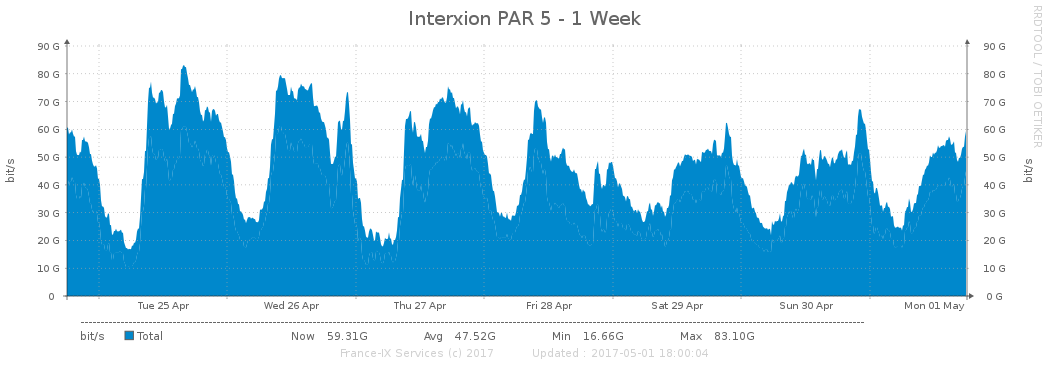 Interxion PAR 5 - 1 Week
RRDTOOL / TOBI OETIKER
90 G 90 G
80 G 80 G
70 G 70 G
60 G 60 G
50 G 50 G
40 G 40 G
30 G 30 G
20 G 20 G
10 G 10 G
0 0 G
bit/s bit/s
Tue 25 Apr Wed 26 Apr Thu 27 Apr Fri 28 Apr Sat 29 Apr Sun 30 Apr Mon 01 May
bit/s Total Now 59.31G Avg 47.52G Min 16.66G Max 83.10G
France-IX Services (c) 2017 Updated : 2017-05-01 18:00:04